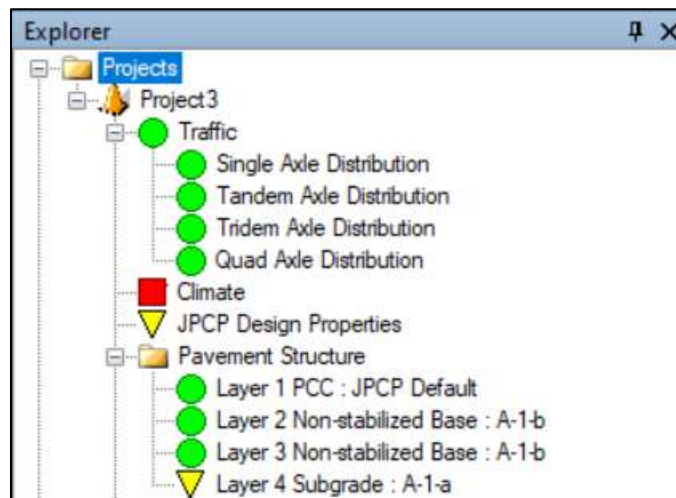 Explorer
Projects
Project3
Traffic
Single Axle Distribution
Tandem Axle Distribution
Tridem Axle Distribution
Quad Axle Distribution
Climate
JPCP Design Properties
Pavement Structure
Layer 1 PCC : JPCP Default
Layer 2 Non-stabilized Base : A-1-b
Layer 3 Non-stabilized Base : A-1-b
Layer 4 Subgrade : A-1-a